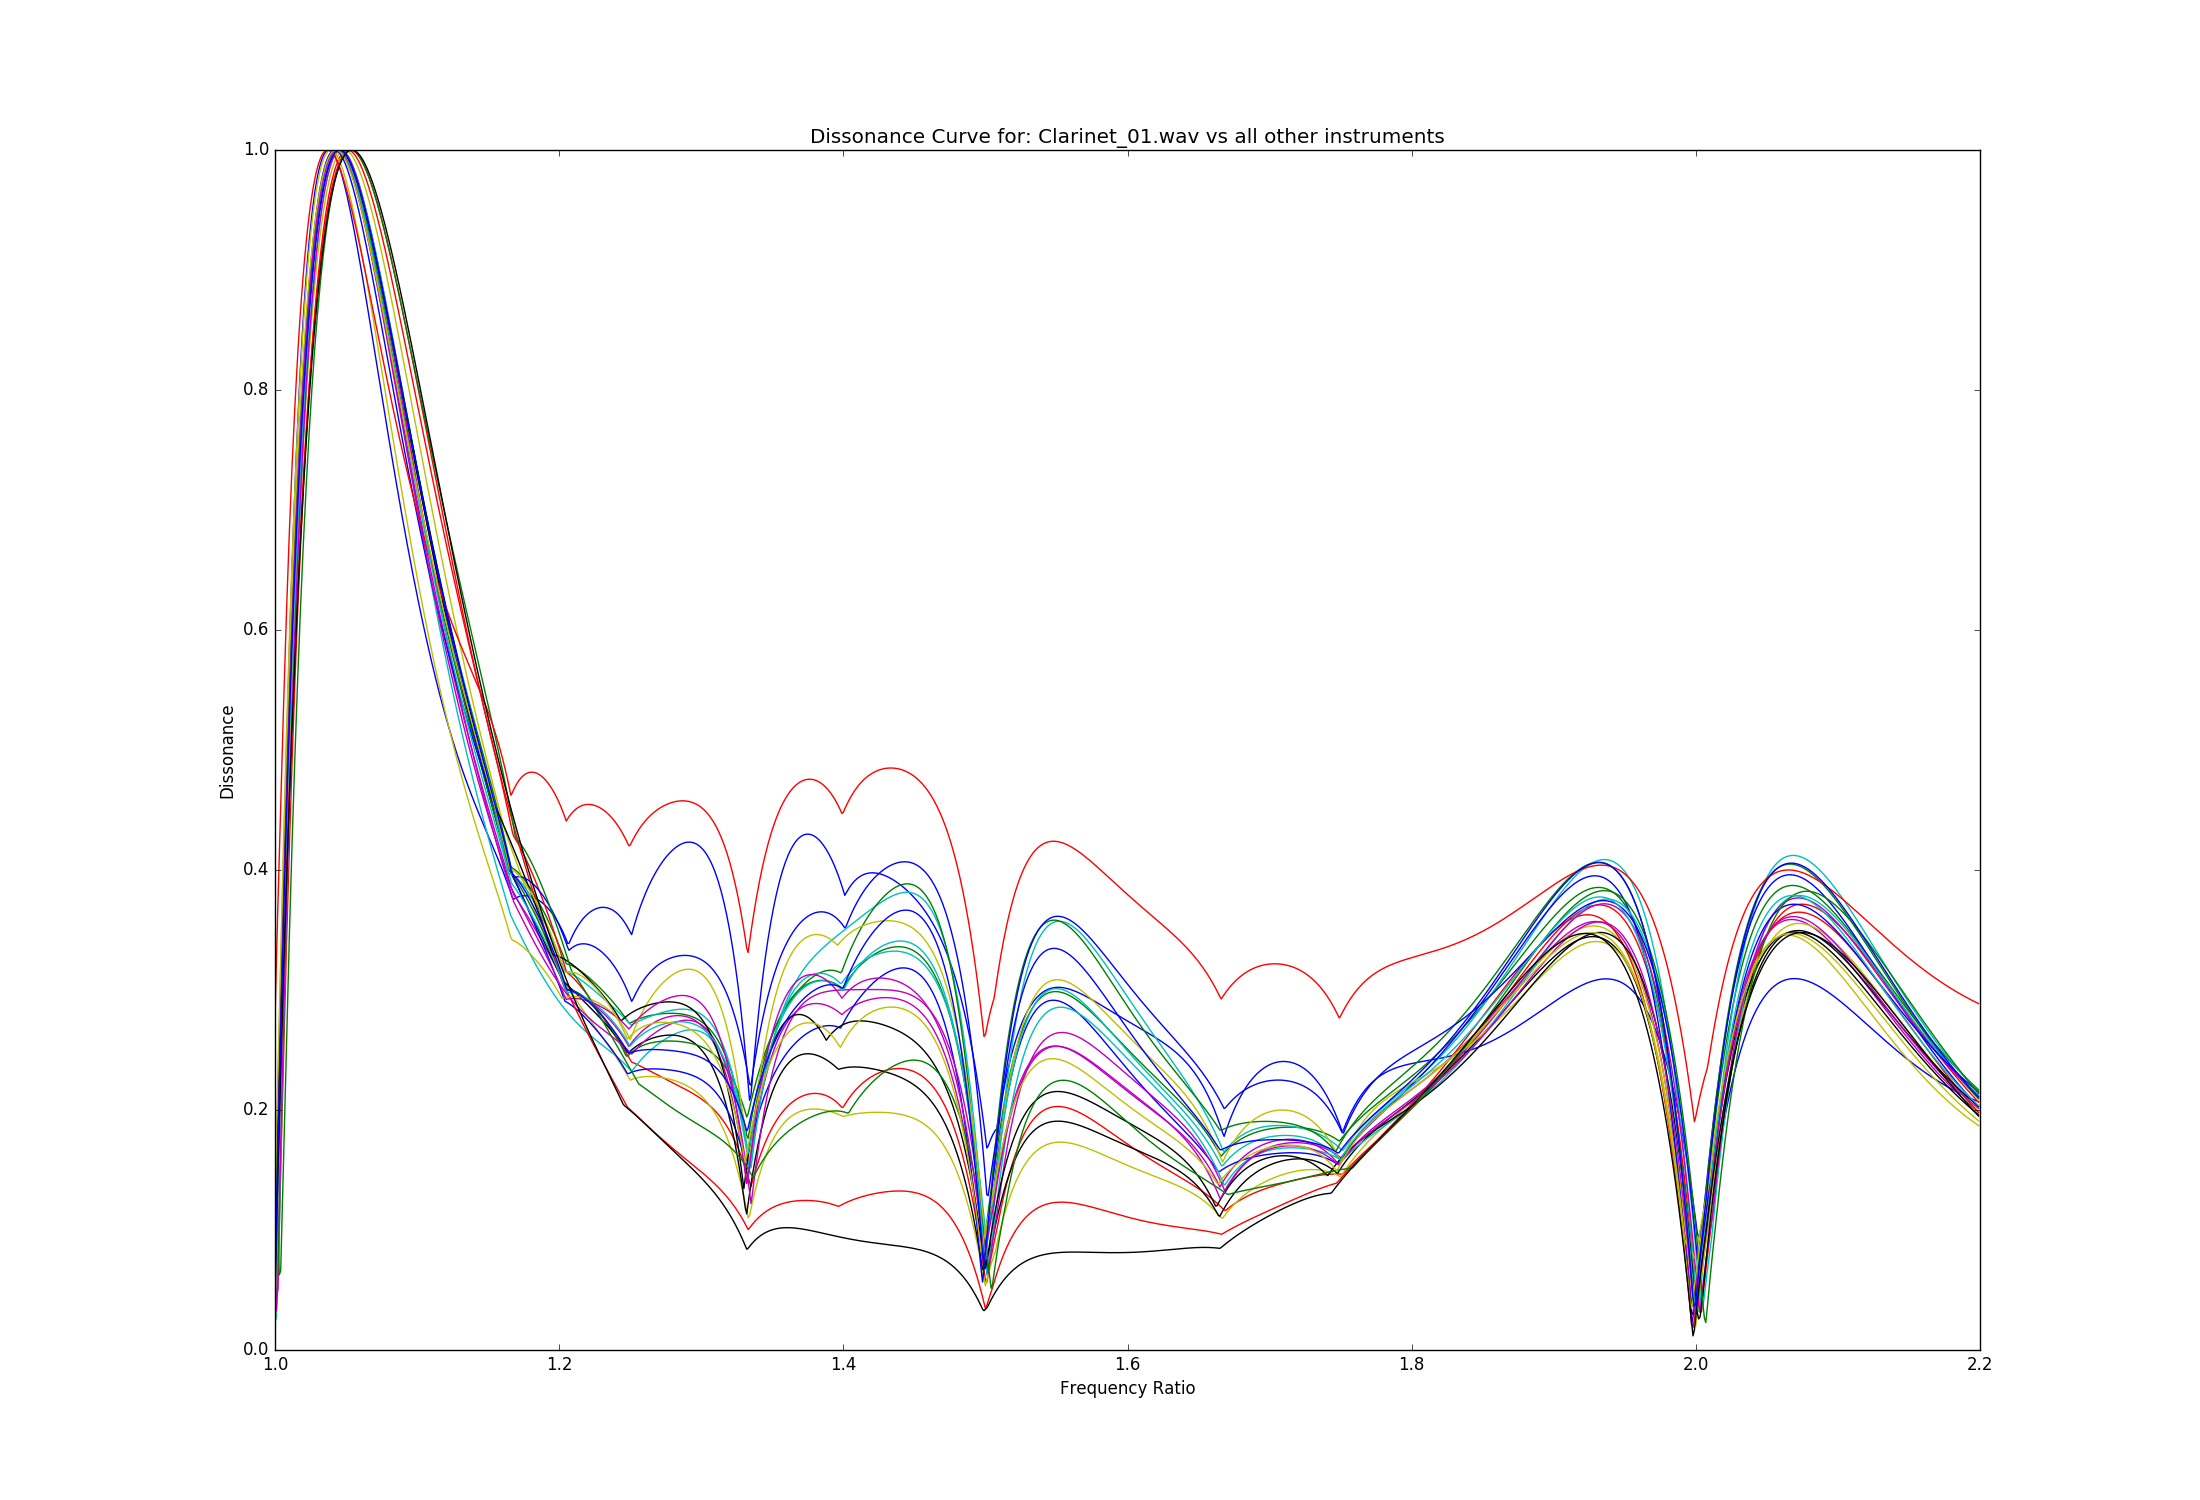 Dissonance Curve for: Clarinet_01.wav vs all other instruments
1.0
0.8
0.6
0.4
0.2
0.0
Dissonance
1.0 1.2 1.4 1.6 1.8 2.0 2.2
Frequency Ratio